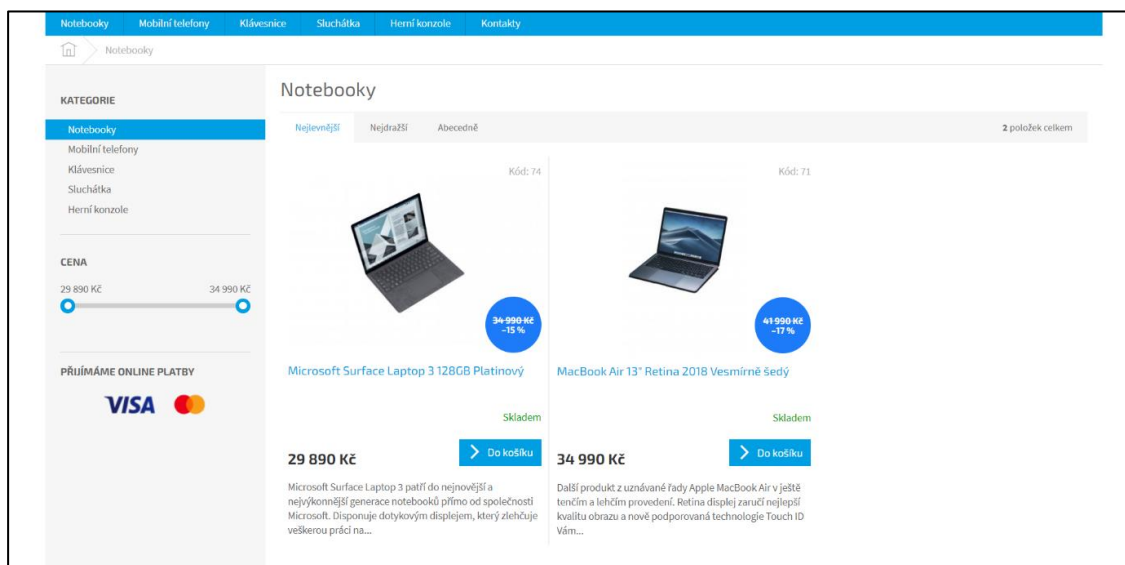 Notebooky Mobilní telefony Klávesnice Sluchátka Herní konzole Kontakty
Notebooky
KATEGORIE
Notebooky
Mobilní telefony
Klávesnice
Sluchátka
Herní konzole
CENA
29 890 Kč 34 990 Kč
PŘIJÍMÁME ONLINE PLATBY
VISA
Notebooky
Nejlevnější Nejdražší Abecedně 2 položek celkem
Kód: 74
34 990 Kč
–15 %
Microsoft Surface Laptop 3 128GB Platinový
Skladem
29 890 Kč Do košíku
Microsoft Surface Laptop 3 patří do nejnovější a
nejvýkonnější generace notebooků přímo od společnosti
Microsoft. Disponuje dotykovým displejem, který zlehčuje
veškerou práci na...
Kód: 71
41 990 Kč
–17 %
MacBook Air 13" Retina 2018 Vesmírně šedý
Skladem
34 990 Kč Do košíku
Další produkt z uznávané řady Apple MacBook Air v ještě
tenčím a lehčím provedení. Retina displej zaručí nejlepší
kvalitu obrazu a nově podporovaná technologie Touch ID
Vám...